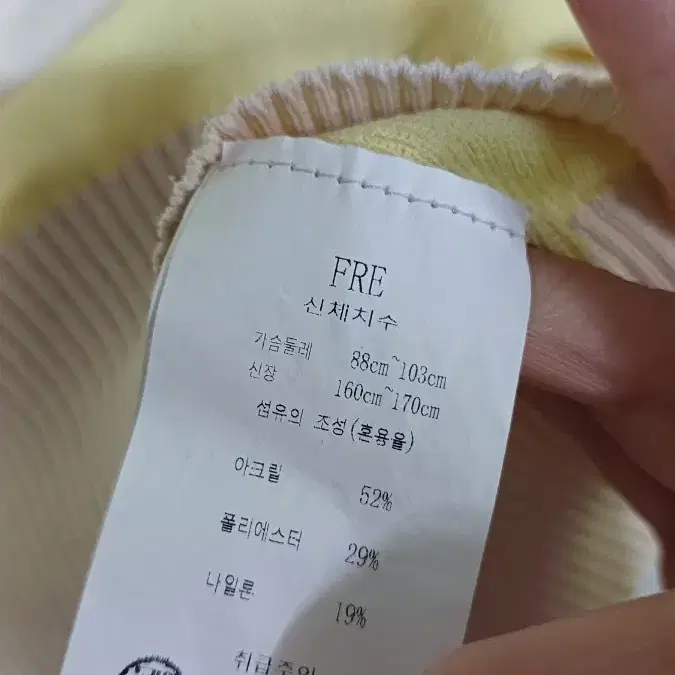 FRE
신체치수
가슴둘레 88cm~103cm
신장 160cm~170cm
섬유의 조성(혼용율)
아크릴 52%
폴리에스터 29%
나일론 19%
취급주의